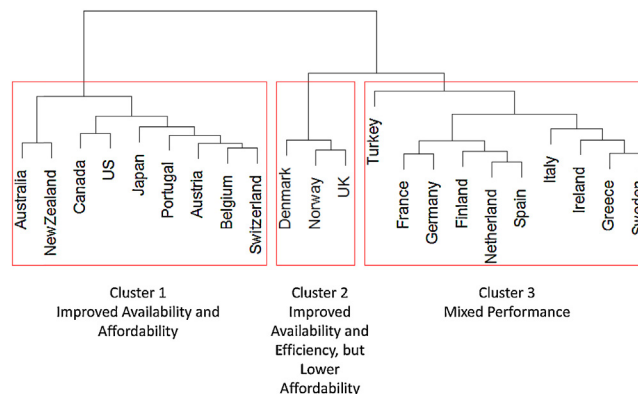 Australia
NewZealand
Canada
US
Japan
Portugal
Austria
Belgium
Switzerland
Denmark
Norway
UK
Turkey
France
Germany
Finland
Netherland
Spain
Italy
Ireland
Greece
Sweden
Cluster 1
Improved Availability and
Affordability
Cluster 2
Improved
Availability and
Efficiency, but
Lower
Affordability
Cluster 3
Mixed Performance